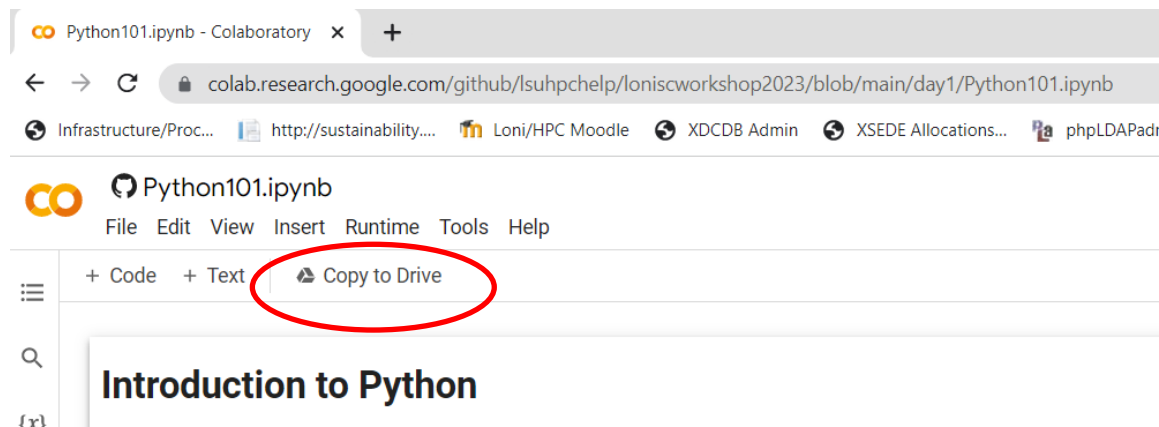 Python101.ipynb - Colaboratory
colab.research.google.com/github/lsuhpchelp/loniscworkshop2023/blob/main/day1/Python101.ipynb
Infrastructure/Proc... http://sustainability.... Loni/HPC Moodle XDCDB Admin XSEDE Allocations... phpLDAPadr
Python101.ipynb
File Edit View Insert Runtime Tools Help
+ Code + Text Copy to Drive
Introduction to Python
{x}